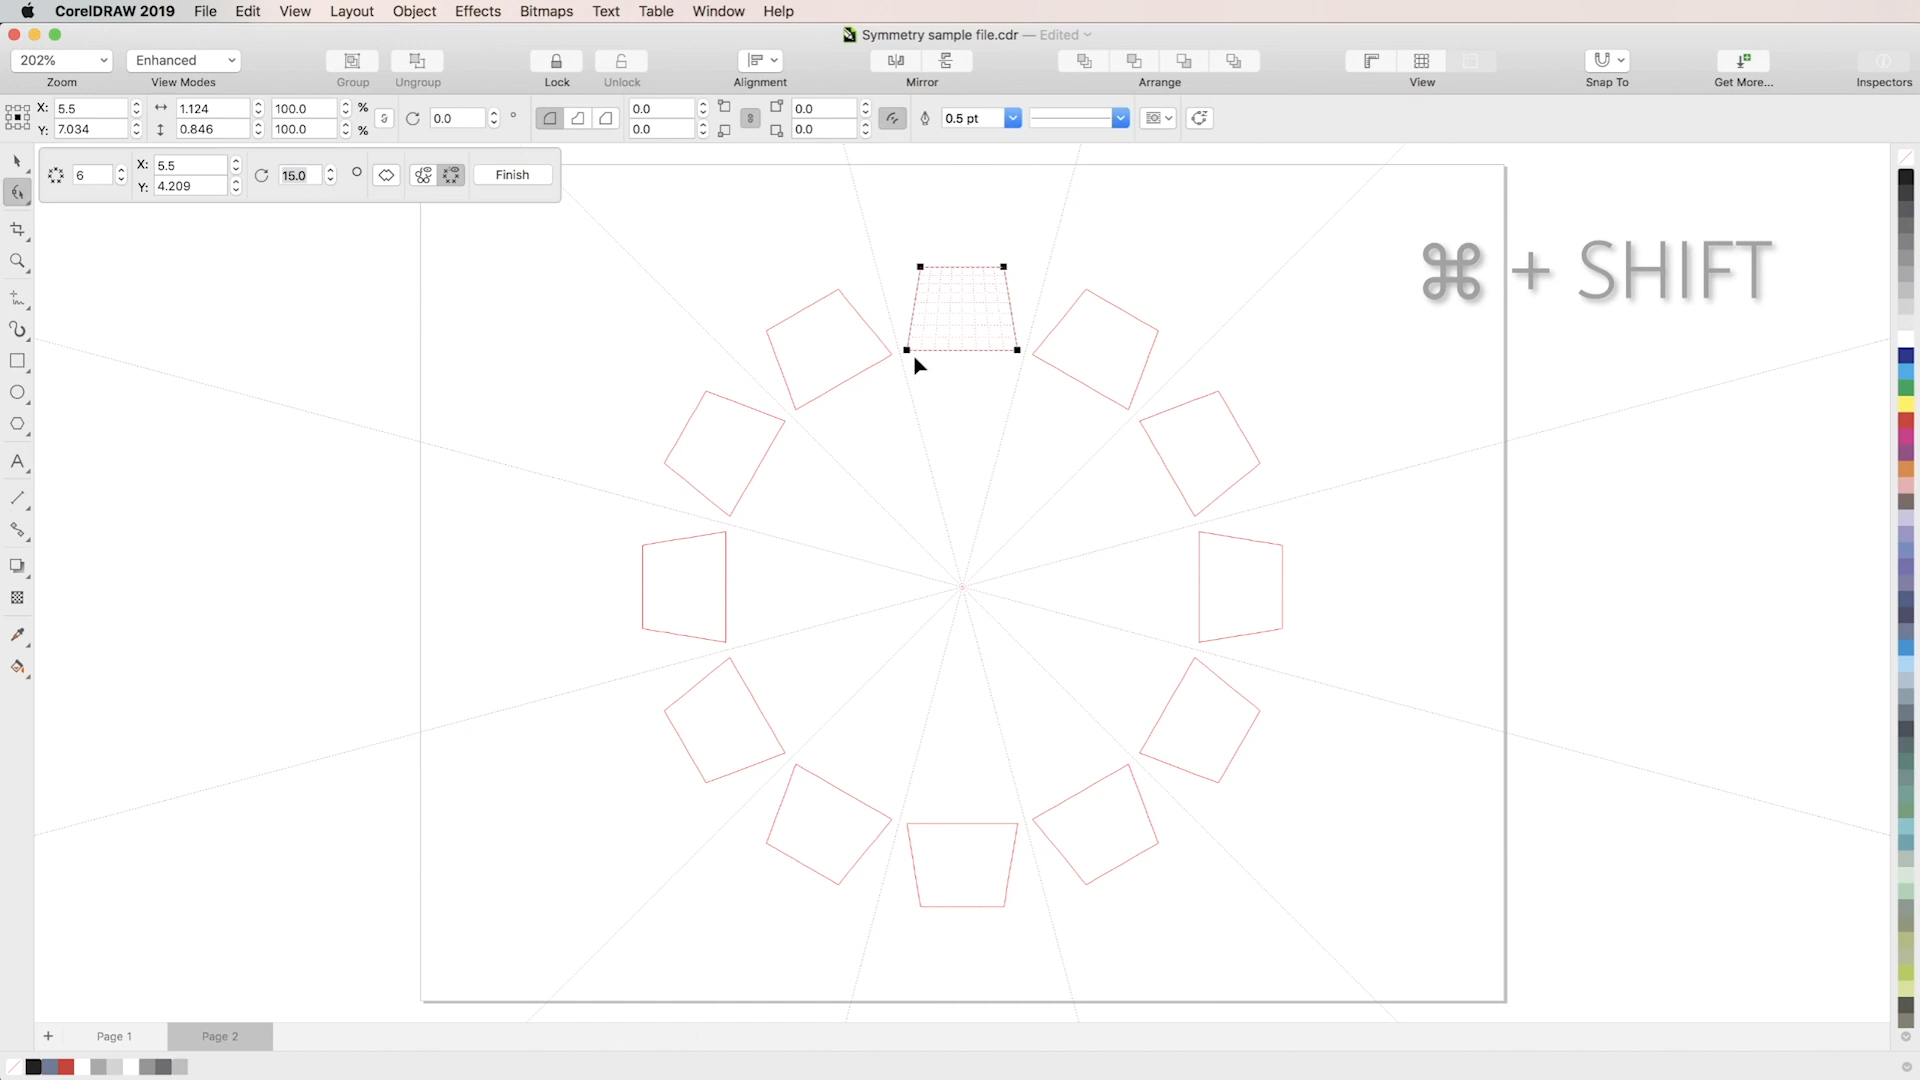 CorelDRAW 2019 File Edit View Layout Object Effects Bitmaps Text Table Window Help
Symmetry sample file.cdr — Edited
202% Enhanced
Zoom View Modes Group Ungroup Lock Unlock Alignment Mirror Arrange View Snap To Get More... Inspectors
X: 5.5 1.124 100.0 % 0.0 ° 0.0 0.0 0.5 pt
Y: 7.034 0.846 100.0 % 0.0 0.0
6 X: 5.5 15.0 Finish
Y: 4.209
⌘ + SHIFT
+ Page 1 Page 2